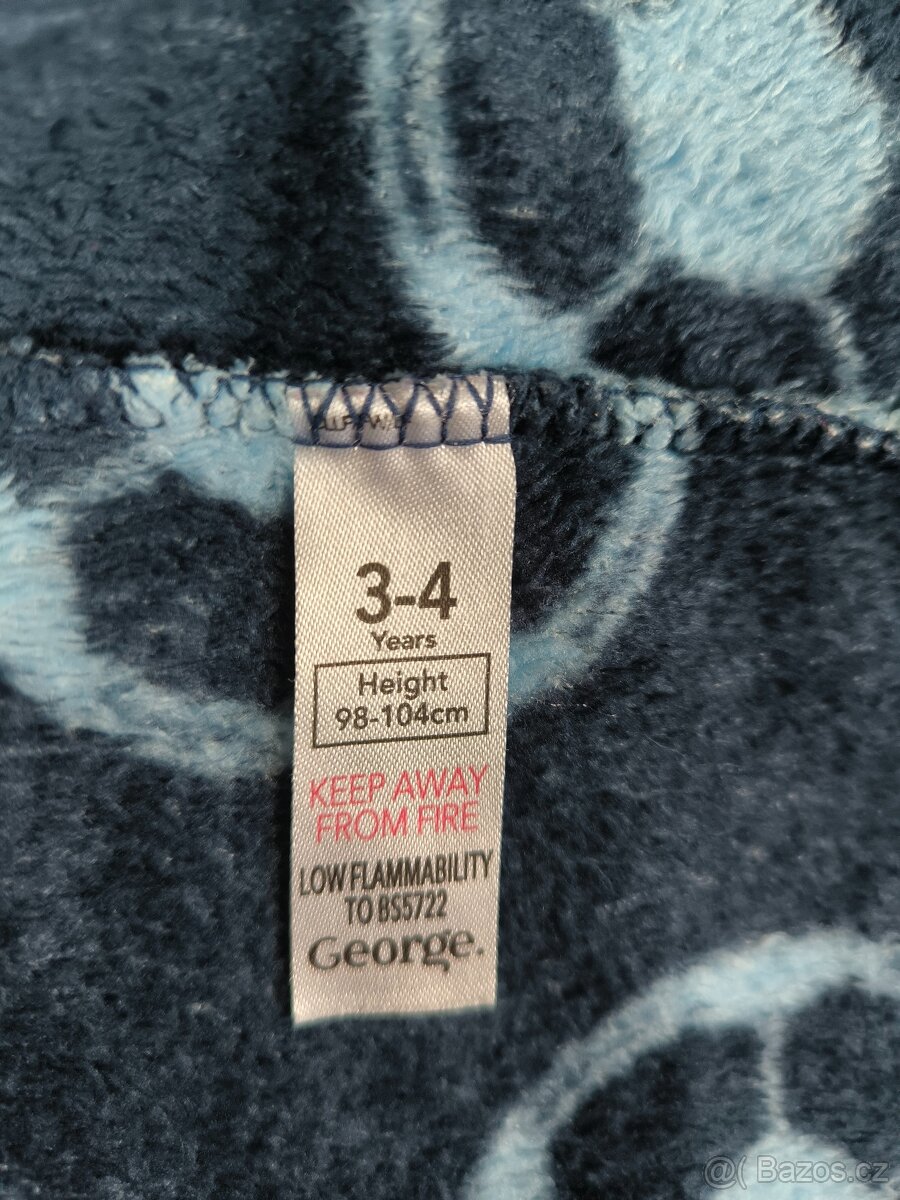 3-4
Years
Height
98-104cm
KEEP AWAY
FROM FIRE
LOW FLAMMABILITY
TO BS5722
George.
@( Bazos.cz